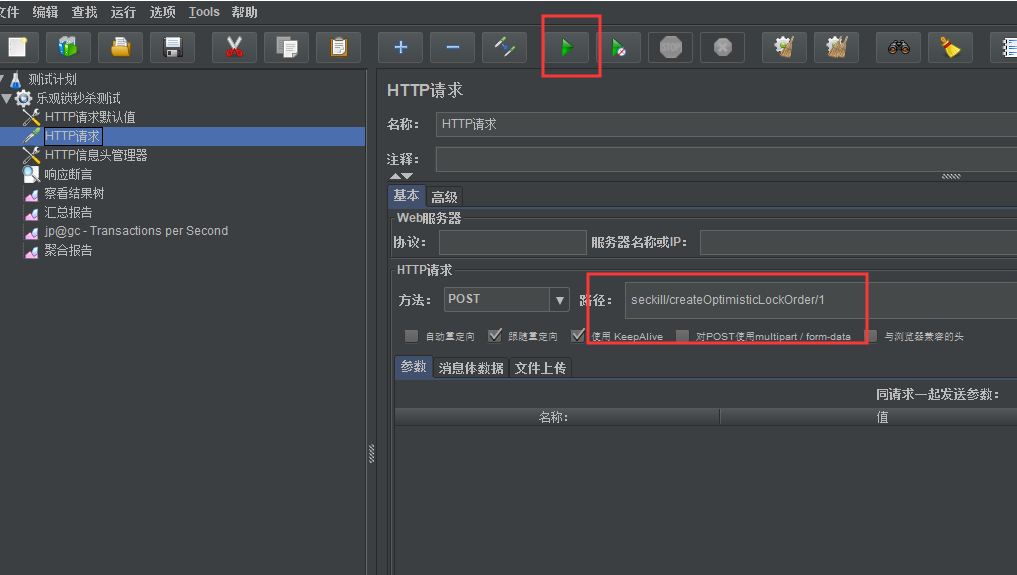 文件 编辑 查找 运行 选项 Tools 帮助
STOP
测试计划
乐观锁秒杀测试
HTTP请求默认值
HTTP请求
HTTP信息头管理器
响应断言
察看结果树
汇总报告
jp@gc - Transactions per Second
聚合报告
HTTP请求
名称： HTTP请求
注释：
基本 高级
Web服务器
协议： 服务器名称或IP：
HTTP请求
方法： POST 路径： seckill/createOptimisticLockOrder/1
自动重定向 跟随重定向 使用 KeepAlive 对POST使用multipart / form-data 与浏览器兼容的头
参数 消息体数据 文件上传
同请求一起发送参数：
名称： 值